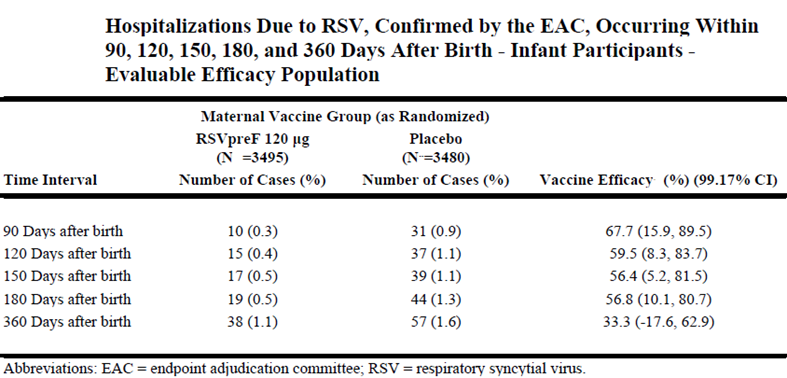 Hospitalizations Due to RSV, Confirmed by the EAC, Occurring Within
90, 120, 150, 180, and 360 Days After Birth - Infant Participants -
Evaluable Efficacy Population
Maternal Vaccine Group (as Randomized)
RSVpreF 120 µg Placebo
(N =3495) (N =3480)
Time Interval Number of Cases (%) Number of Cases (%) Vaccine Efficacy (%) (99.17% CI)
90 Days after birth 10 (0.3) 31 (0.9) 67.7 (15.9, 89.5)
120 Days after birth 15 (0.4) 37 (1.1) 59.5 (8.3, 83.7)
150 Days after birth 17 (0.5) 39 (1.1) 56.4 (5.2, 81.5)
180 Days after birth 19 (0.5) 44 (1.3) 56.8 (10.1, 80.7)
360 Days after birth 38 (1.1) 57 (1.6) 33.3 (-17.6, 62.9)
Abbreviations: EAC = endpoint adjudication committee; RSV = respiratory syncytial virus.